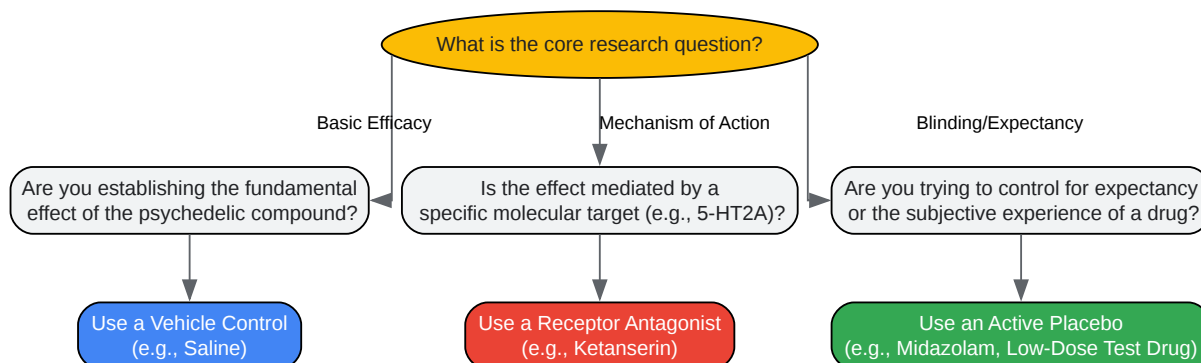 What is the core research question?
Basic Efficacy
Mechanism of Action
Blinding/Expectancy
Are you establishing the fundamental
effect of the psychedelic compound?
Is the effect mediated by a
specific molecular target (e.g., 5-HT2A)?
Are you trying to control for expectancy
or the subjective experience of a drug?
Use a Vehicle Control
(e.g., Saline)
Use a Receptor Antagonist
(e.g., Ketanserin)
Use an Active Placebo
(e.g., Midazolam, Low-Dose Test Drug)